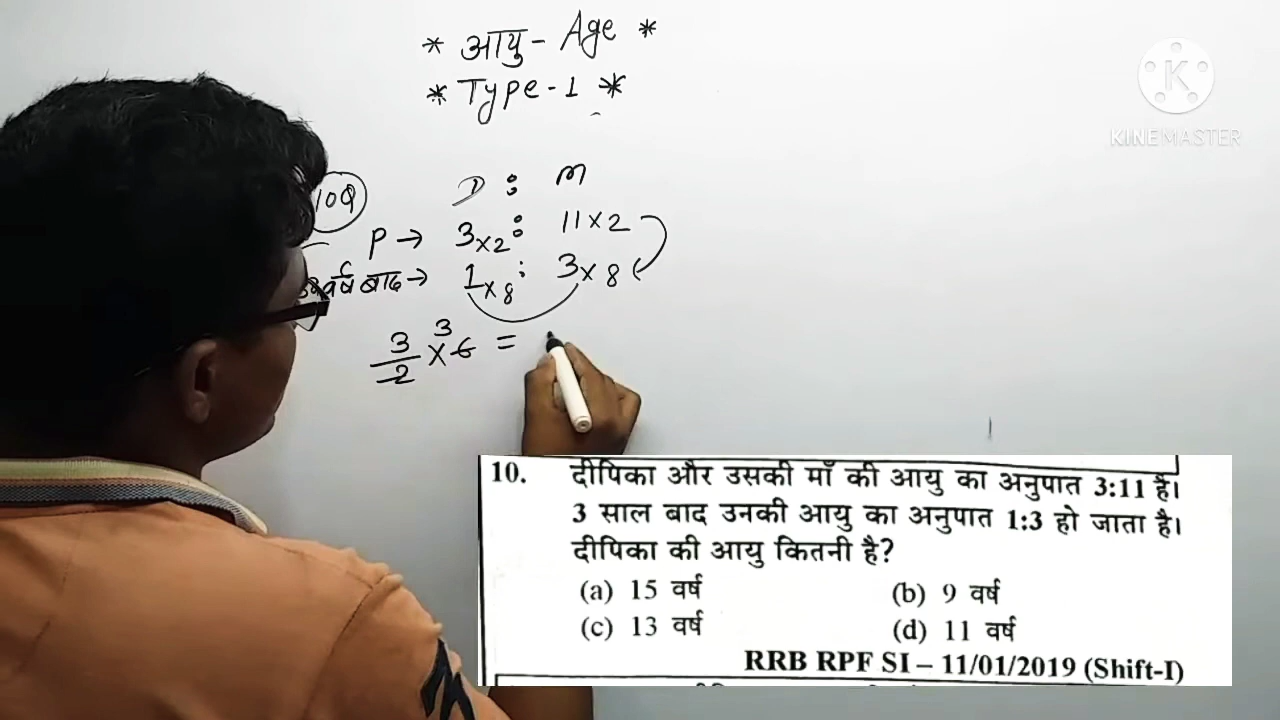 * आयु - Age *
* Type - 1 *
KINEMASTER
10Q
D : M
P → 3×2 : 11×2
वर्ष बाद → 1×8 : 3×8
3/2 × 6 3 =
10. दीपिका और उसकी माँ की आयु का अनुपात 3:11 है।
3 साल बाद उनकी आयु का अनुपात 1:3 हो जाता है।
दीपिका की आयु कितनी है?
(a) 15 वर्ष (b) 9 वर्ष
(c) 13 वर्ष (d) 11 वर्ष
RRB RPF SI – 11/01/2019 (Shift-I)